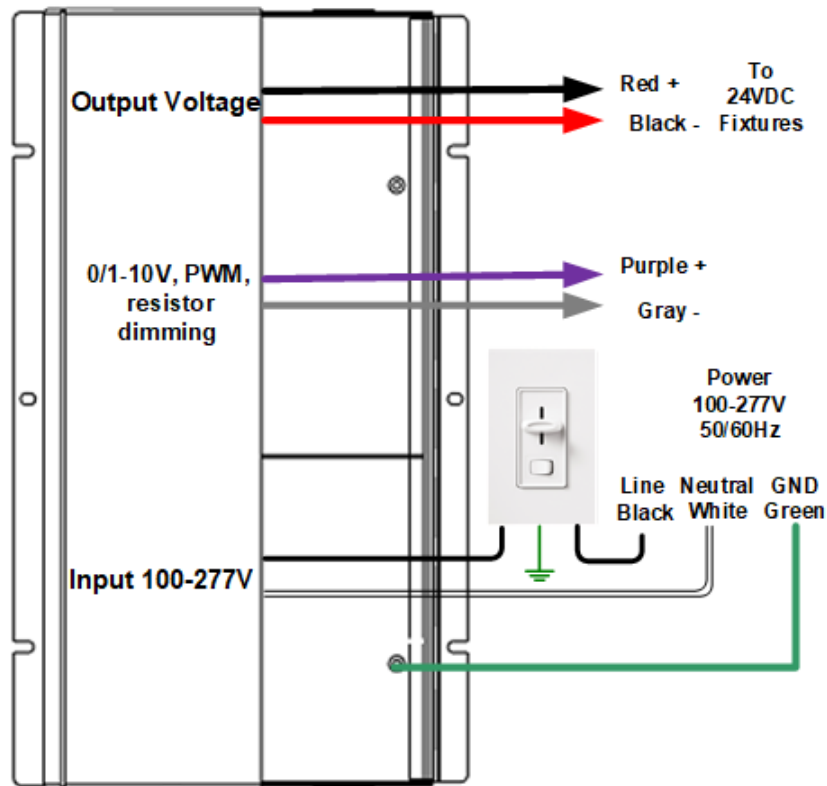 Output Voltage
Red +
Black -
To
24VDC
Fixtures
0/1-10V, PWM,
resistor
dimming
Purple +
Gray -
Power
100-277V
50/60Hz
Line
Black
Neutral
White
GND
Green
Input 100-277V